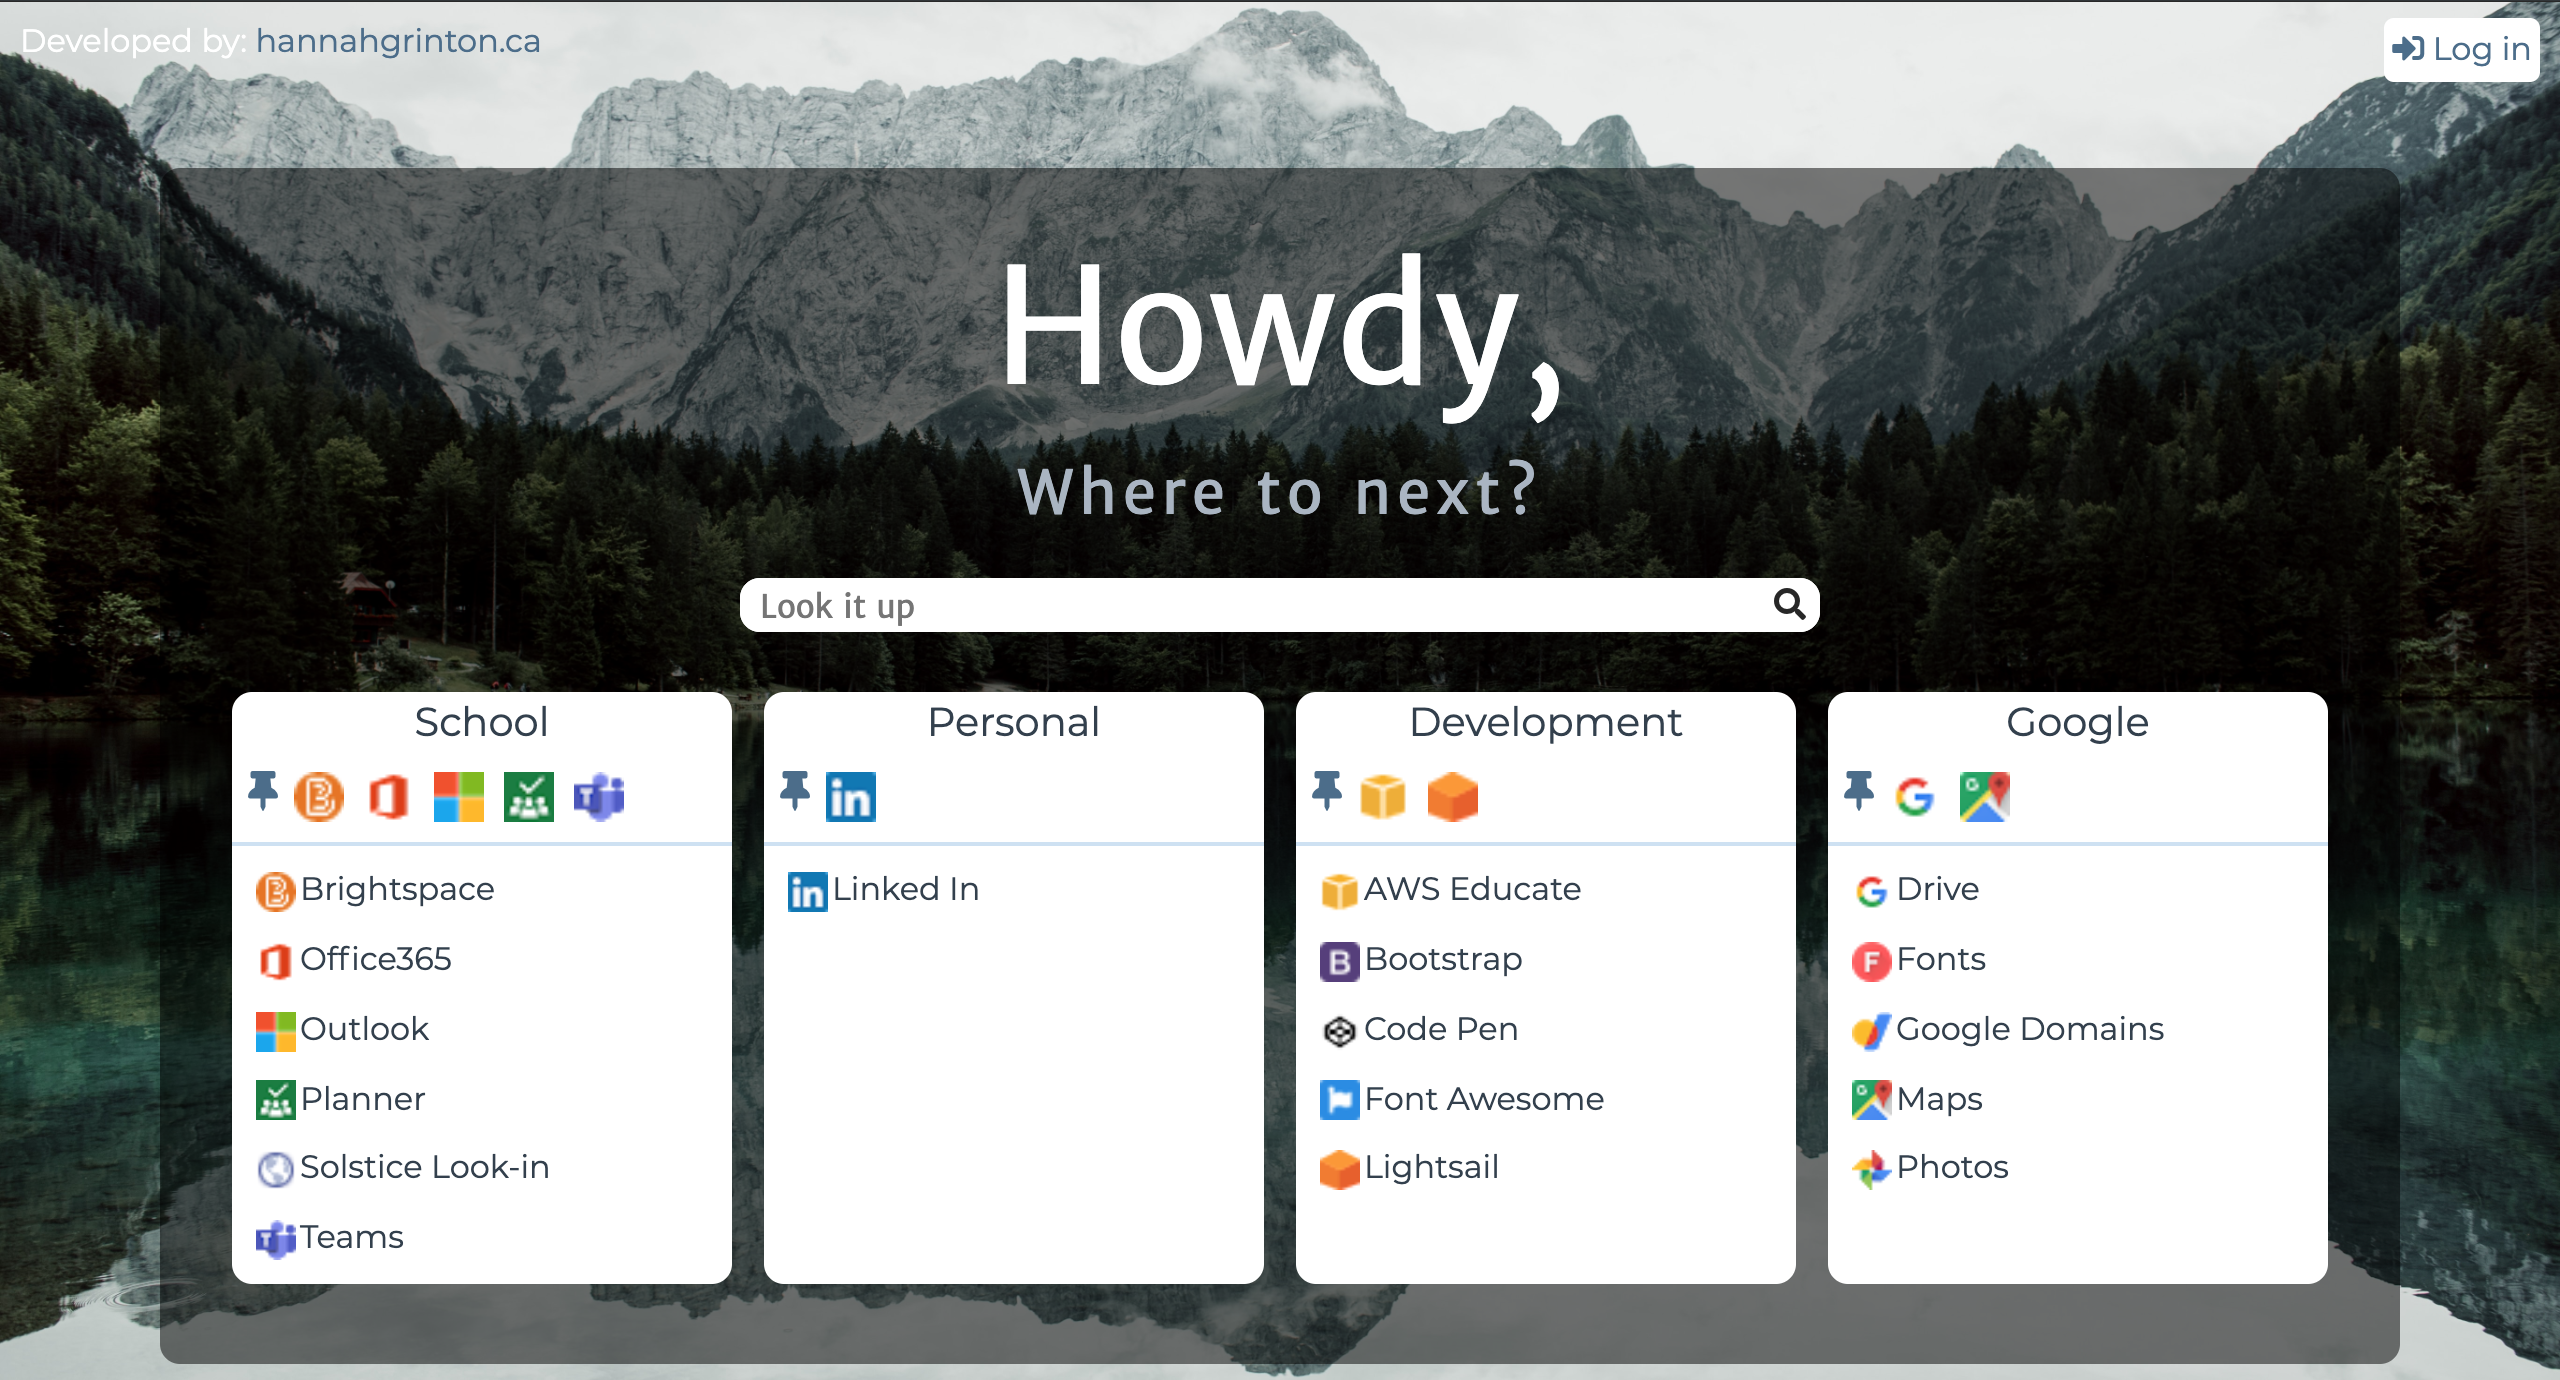 Developed by: hannahgrinton.ca
Log in
Howdy,
Where to next?
Look it up
School
Brightspace
Office365
Outlook
Planner
Solstice Look-in
Teams
Personal
Linked In
Development
AWS Educate
Bootstrap
Code Pen
Font Awesome
Lightsail
Google
Drive
Fonts
Google Domains
Maps
Photos